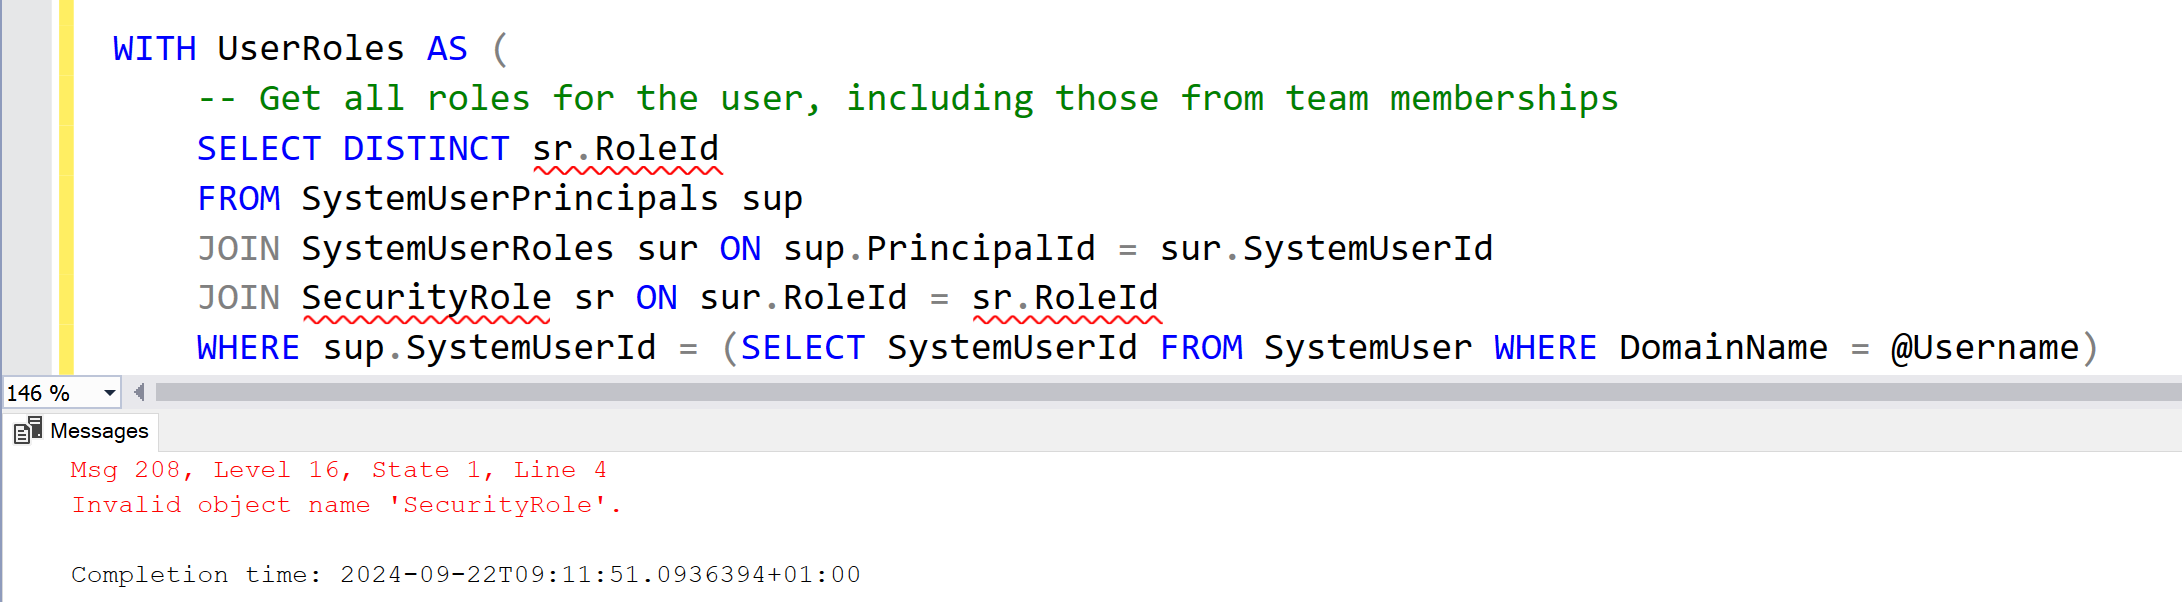 WITH UserRoles AS (
-- Get all roles for the user, including those from team memberships
SELECT DISTINCT sr.RoleId
FROM SystemUserPrincipals sup
JOIN SystemUserRoles sur ON sup.PrincipalId = sur.SystemUserId
JOIN SecurityRole sr ON sur.RoleId = sr.RoleId
WHERE sup.SystemUserId = (SELECT SystemUserId FROM SystemUser WHERE DomainName = @Username)
146 %
Messages
Msg 208, Level 16, State 1, Line 4
Invalid object name 'SecurityRole'.
Completion time: 2024-09-22T09:11:51.0936394+01:00